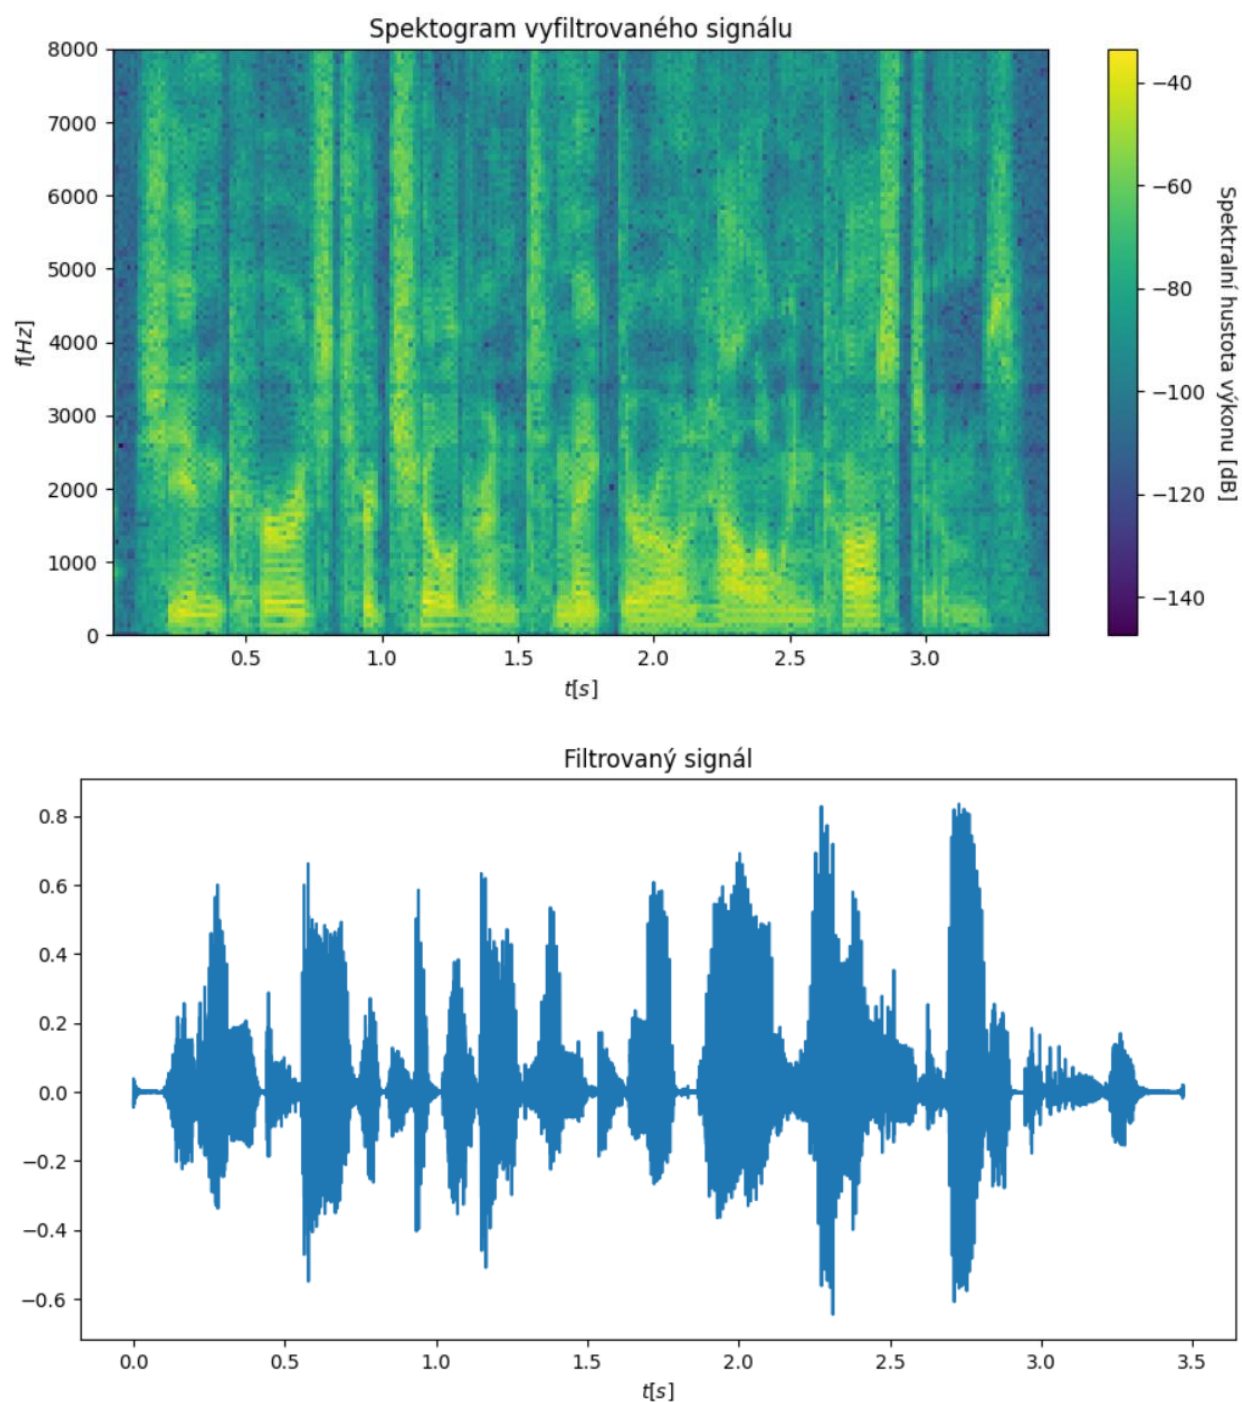 Spektogram vyfiltrovaného signálu
8000
7000
6000
5000
4000
3000
2000
1000
0
f[Hz]
0.5 1.0 1.5 2.0 2.5 3.0
t[s]
−40
−60
−80
−100
−120
−140
Spektralní hustota výkonu [dB]
Filtrovaný signál
0.8
0.6
0.4
0.2
0.0
−0.2
−0.4
−0.6
0.0 0.5 1.0 1.5 2.0 2.5 3.0 3.5
t[s]